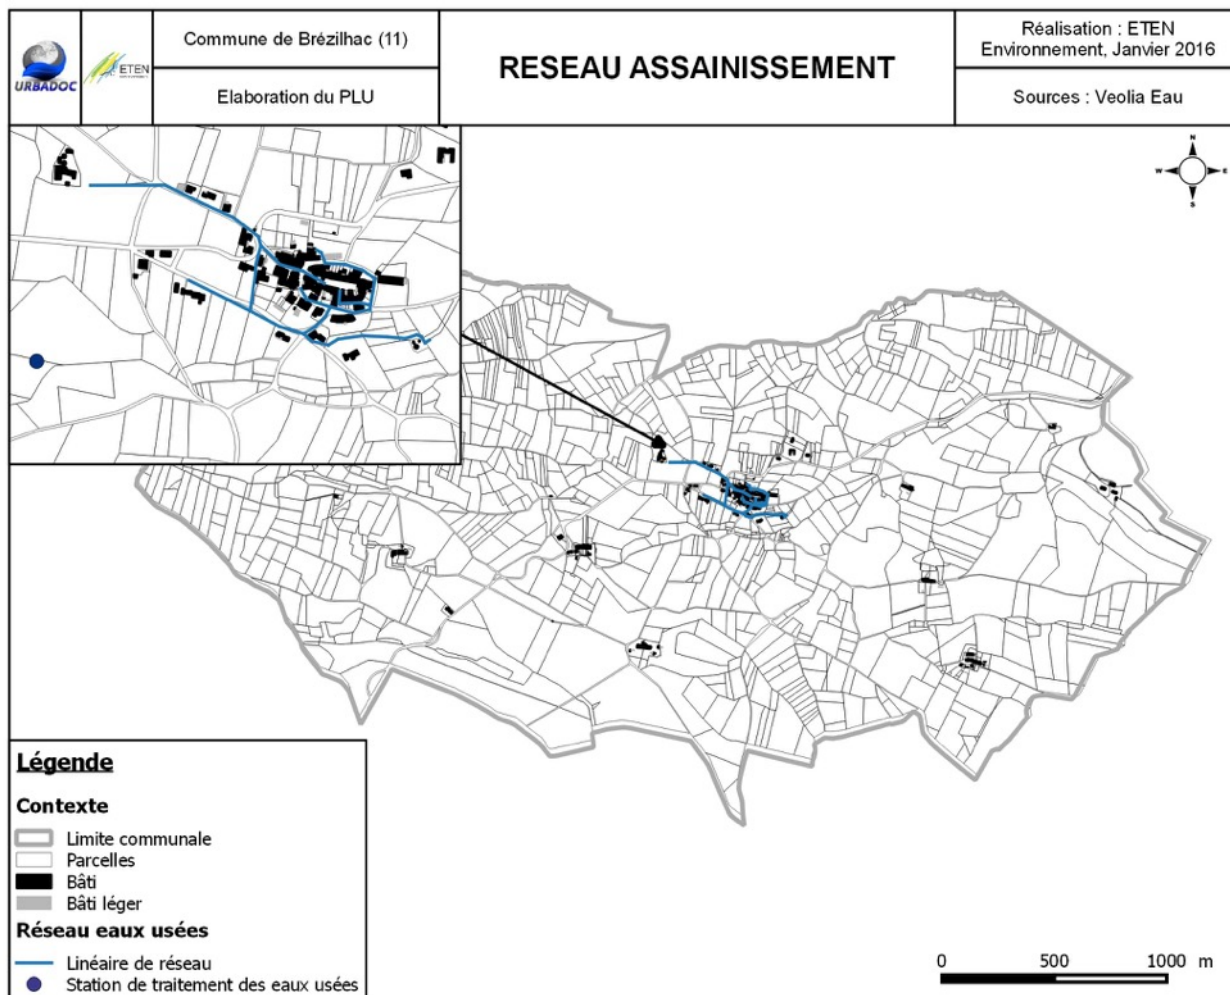 URBADOC
ETEN
Commune de Brézilhac (11)
Elaboration du PLU
RESEAU ASSAINISSEMENT
Réalisation : ETEN
Environnement, Janvier 2016
Sources : Veolia Eau
N
W
E
S
Légende
Contexte
Limite communale
Parcelles
Bâti
Bâti léger
Réseau eaux usées
Linéaire de réseau
Station de traitement des eaux usées
0 500 1000 m